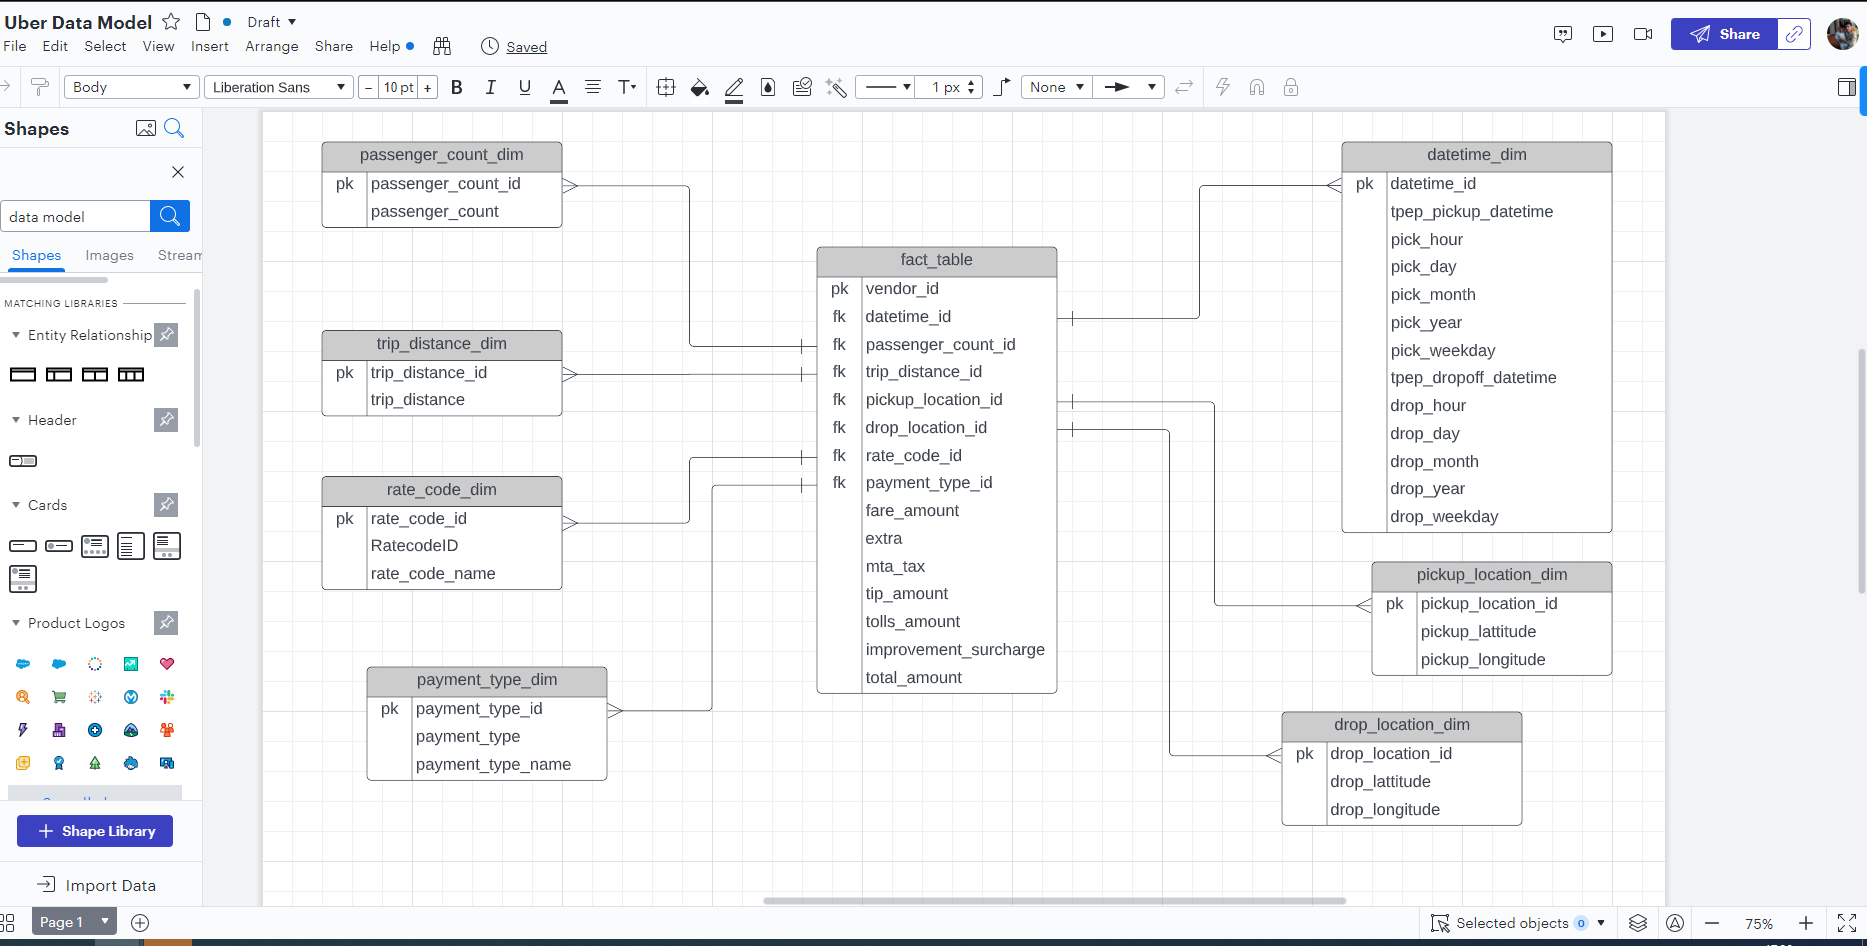 Uber Data Model Draft
File Edit Select View Insert Arrange Share Help Saved
Share
Body Liberation Sans − 10 pt + B I U A T 1 px None
Shapes
data model
Shapes Images Stream
MATCHING LIBRARIES
Entity Relationship
Header
Cards
Product Logos
+ Shape Library
Import Data
passenger_count_dim
pk passenger_count_id
passenger_count
trip_distance_dim
pk trip_distance_id
trip_distance
rate_code_dim
pk rate_code_id
RatecodeID
rate_code_name
payment_type_dim
pk payment_type_id
payment_type
payment_type_name
fact_table
pk vendor_id
fk datetime_id
fk passenger_count_id
fk trip_distance_id
fk pickup_location_id
fk drop_location_id
fk rate_code_id
fk payment_type_id
fare_amount
extra
mta_tax
tip_amount
tolls_amount
improvement_surcharge
total_amount
datetime_dim
pk datetime_id
tpep_pickup_datetime
pick_hour
pick_day
pick_month
pick_year
pick_weekday
tpep_dropoff_datetime
drop_hour
drop_day
drop_month
drop_year
drop_weekday
pickup_location_dim
pk pickup_location_id
pickup_lattitude
pickup_longitude
drop_location_dim
pk drop_location_id
drop_lattitude
drop_longitude
Page 1
Selected objects 0 75%